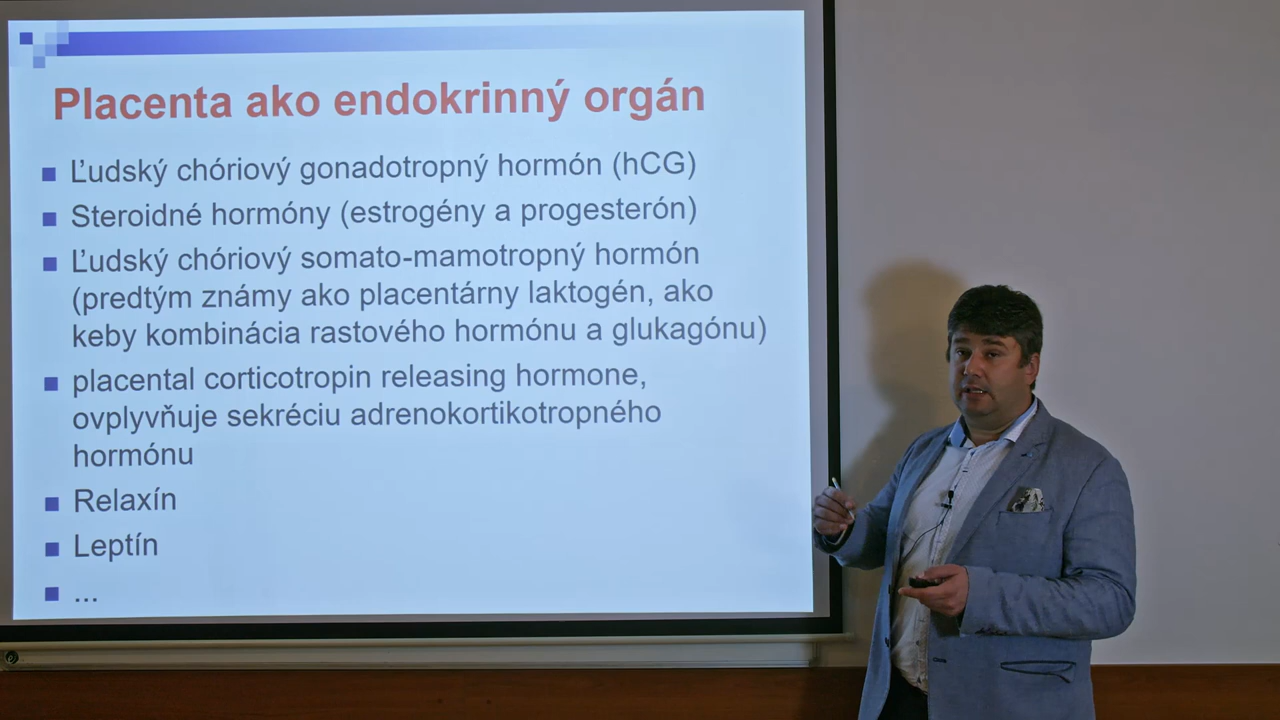 Placenta ako endokrinný orgán
Ľudský chóriový gonadotropný hormón (hCG)
Steroidné hormóny (estrogény a progesterón)
Ľudský chóriový somato-mamotropný hormón
(predtým známy ako placentárny laktogén, ako
keby kombinácia rastového hormónu a glukagónu)
placental corticotropin releasing hormone,
ovplyvňuje sekréciu adrenokortikotropného
hormónu
Relaxín
Leptín
...